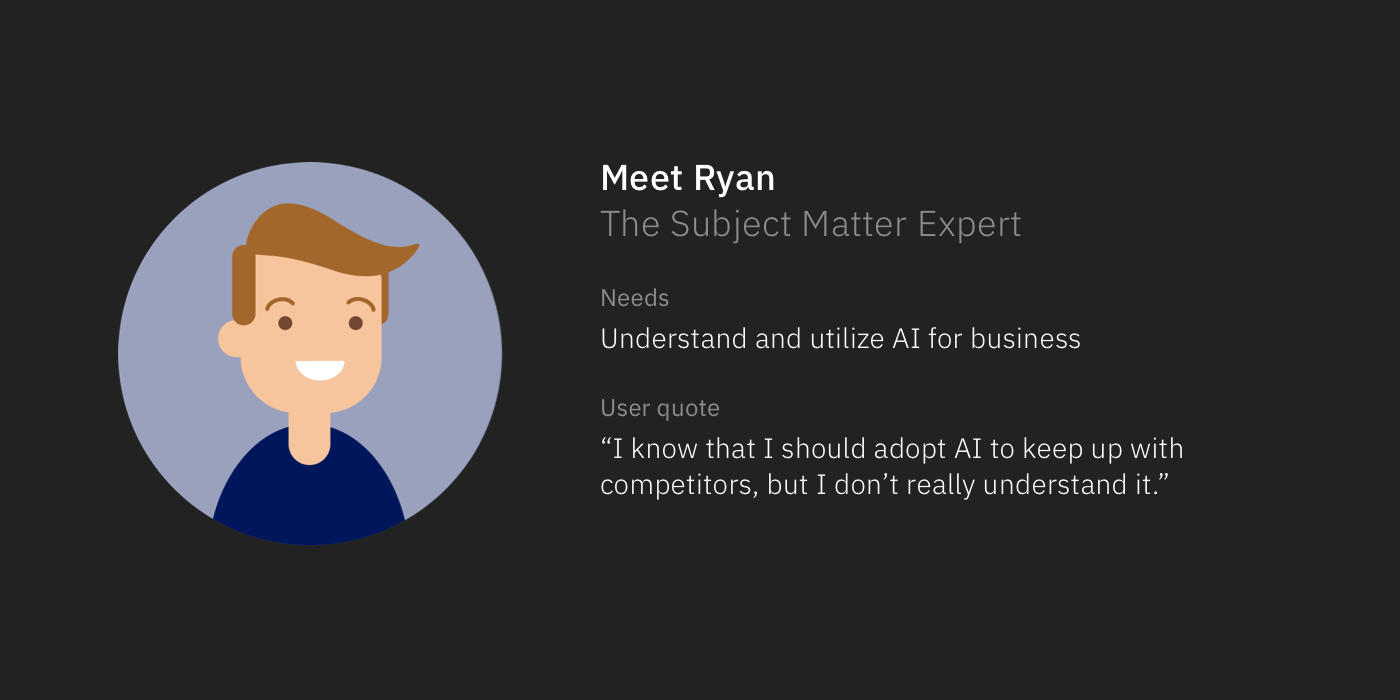 Meet Ryan
The Subject Matter Expert
Needs
Understand and utilize AI for business
User quote
“I know that I should adopt AI to keep up with
competitors, but I don’t really understand it.”